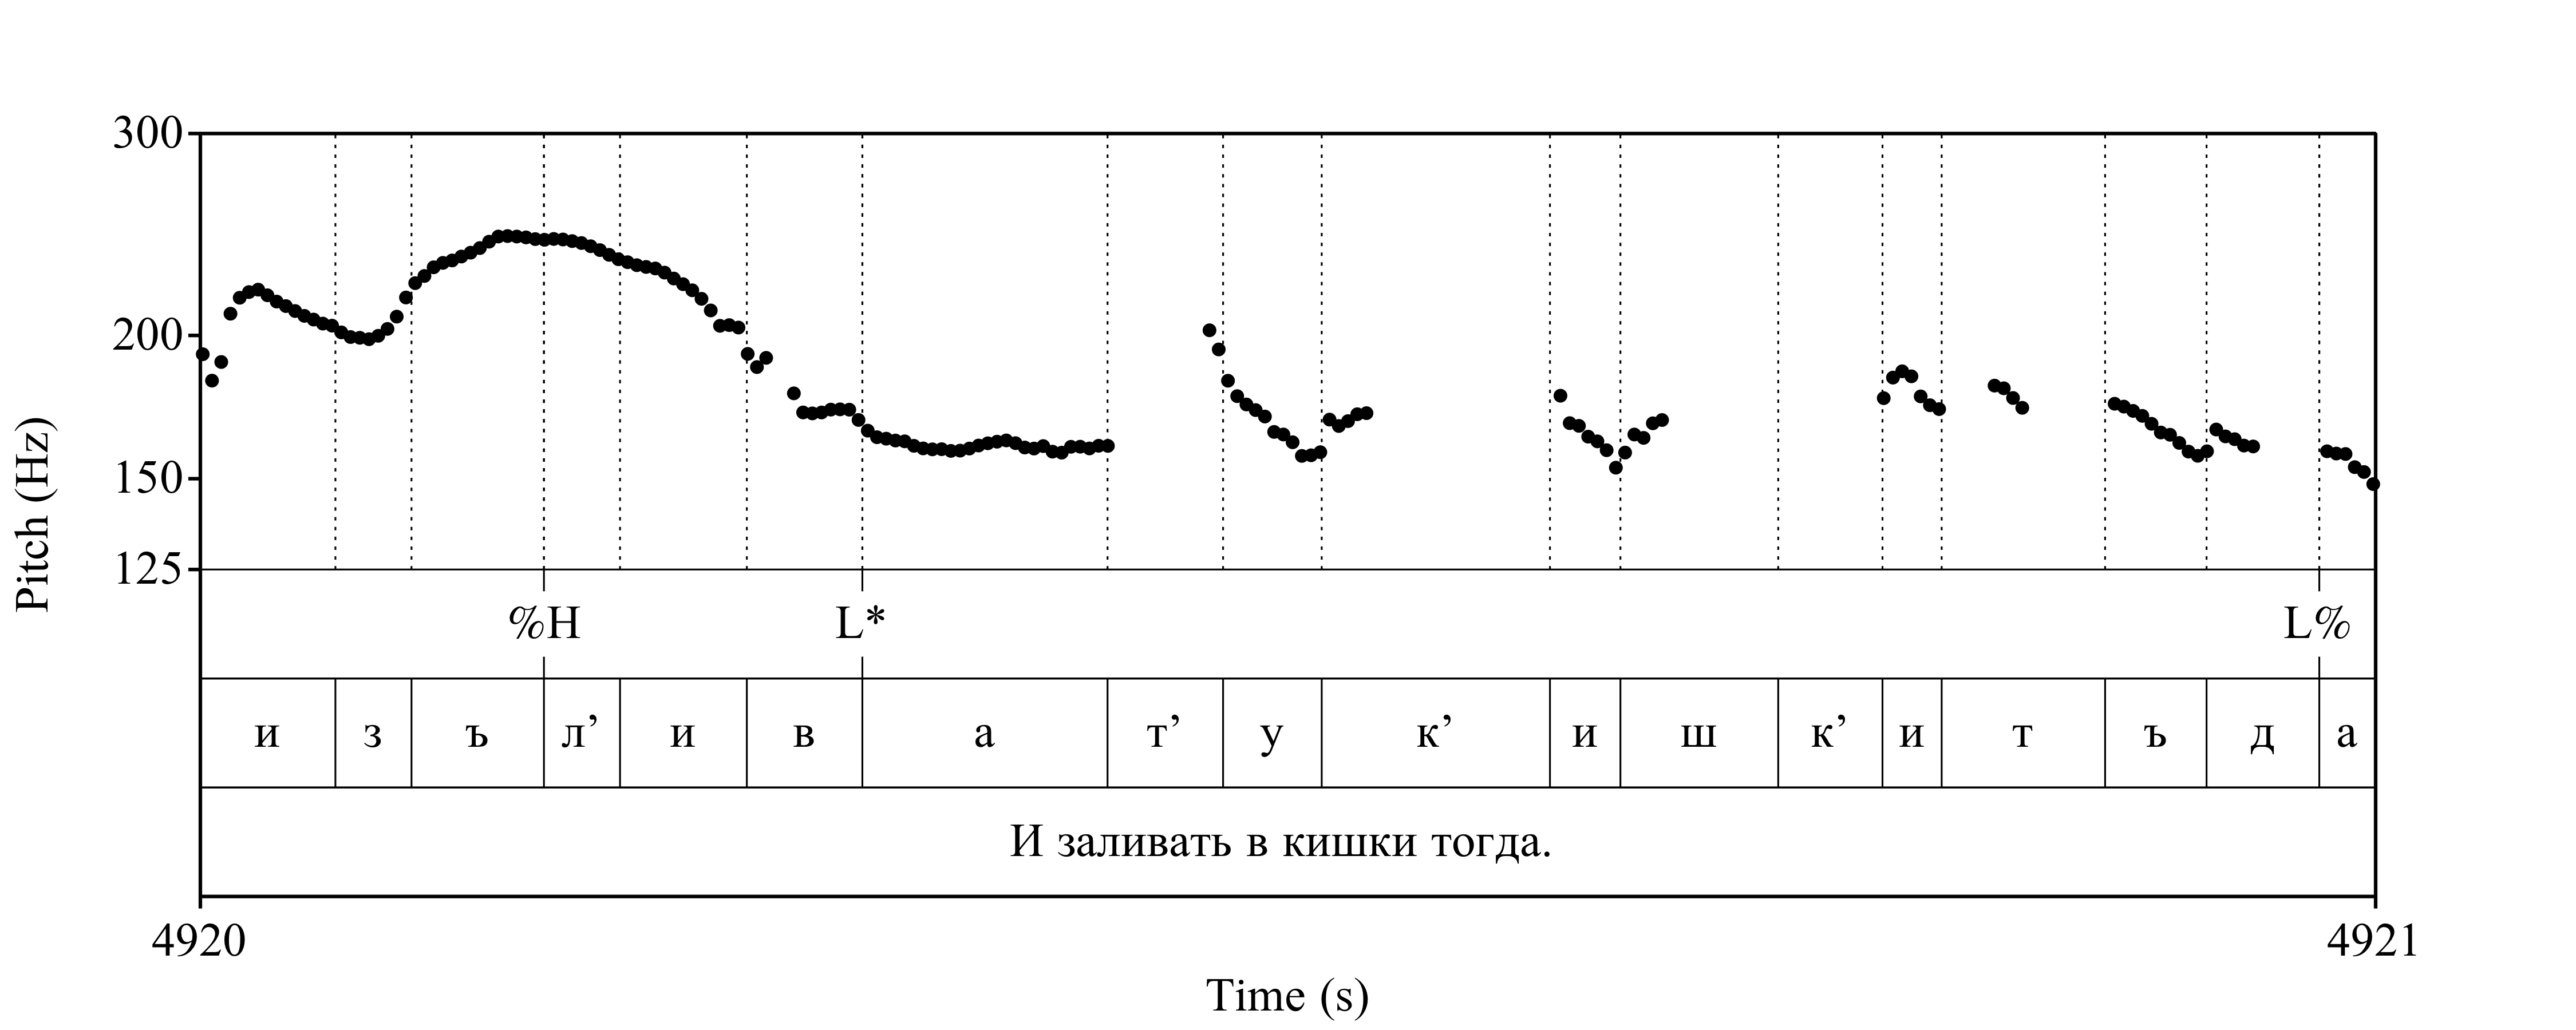 300
200
150
125
Pitch (Hz)
%H L* L%
и з ъ л’ и в а т’ у к’ и ш к’ и т ъ д а
И заливать в кишки тогда.
4920 4921
Time (s)